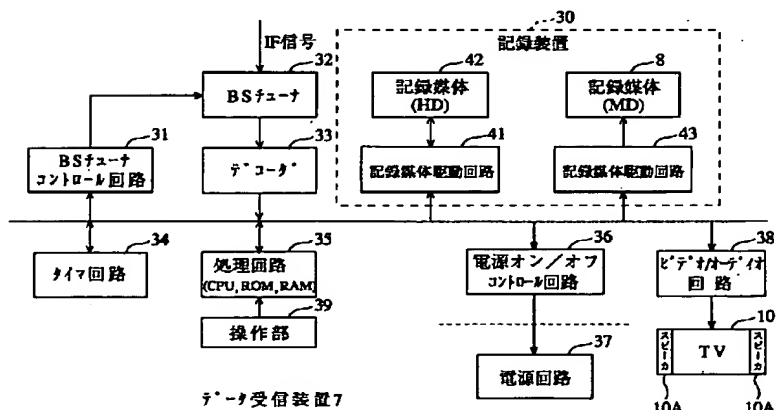 30
IF信号
32
BSチューナ
記録装置
42
記録媒体
(HD)
8
記録媒体
(MD)
31
BSチューナ
コントロール回路
33
デコーダ
41
記録媒体駆動回路
43
記録媒体駆動回路
34
タイマ回路
35
処理回路
(CPU,ROM,RAM)
39
操作部
36
電源オン/オフ
コントロール回路
37
電源回路
38
ビデオ/オーディオ
回路
10
スピーカ
TV
スピーカ
10A
10A
データ受信装置7